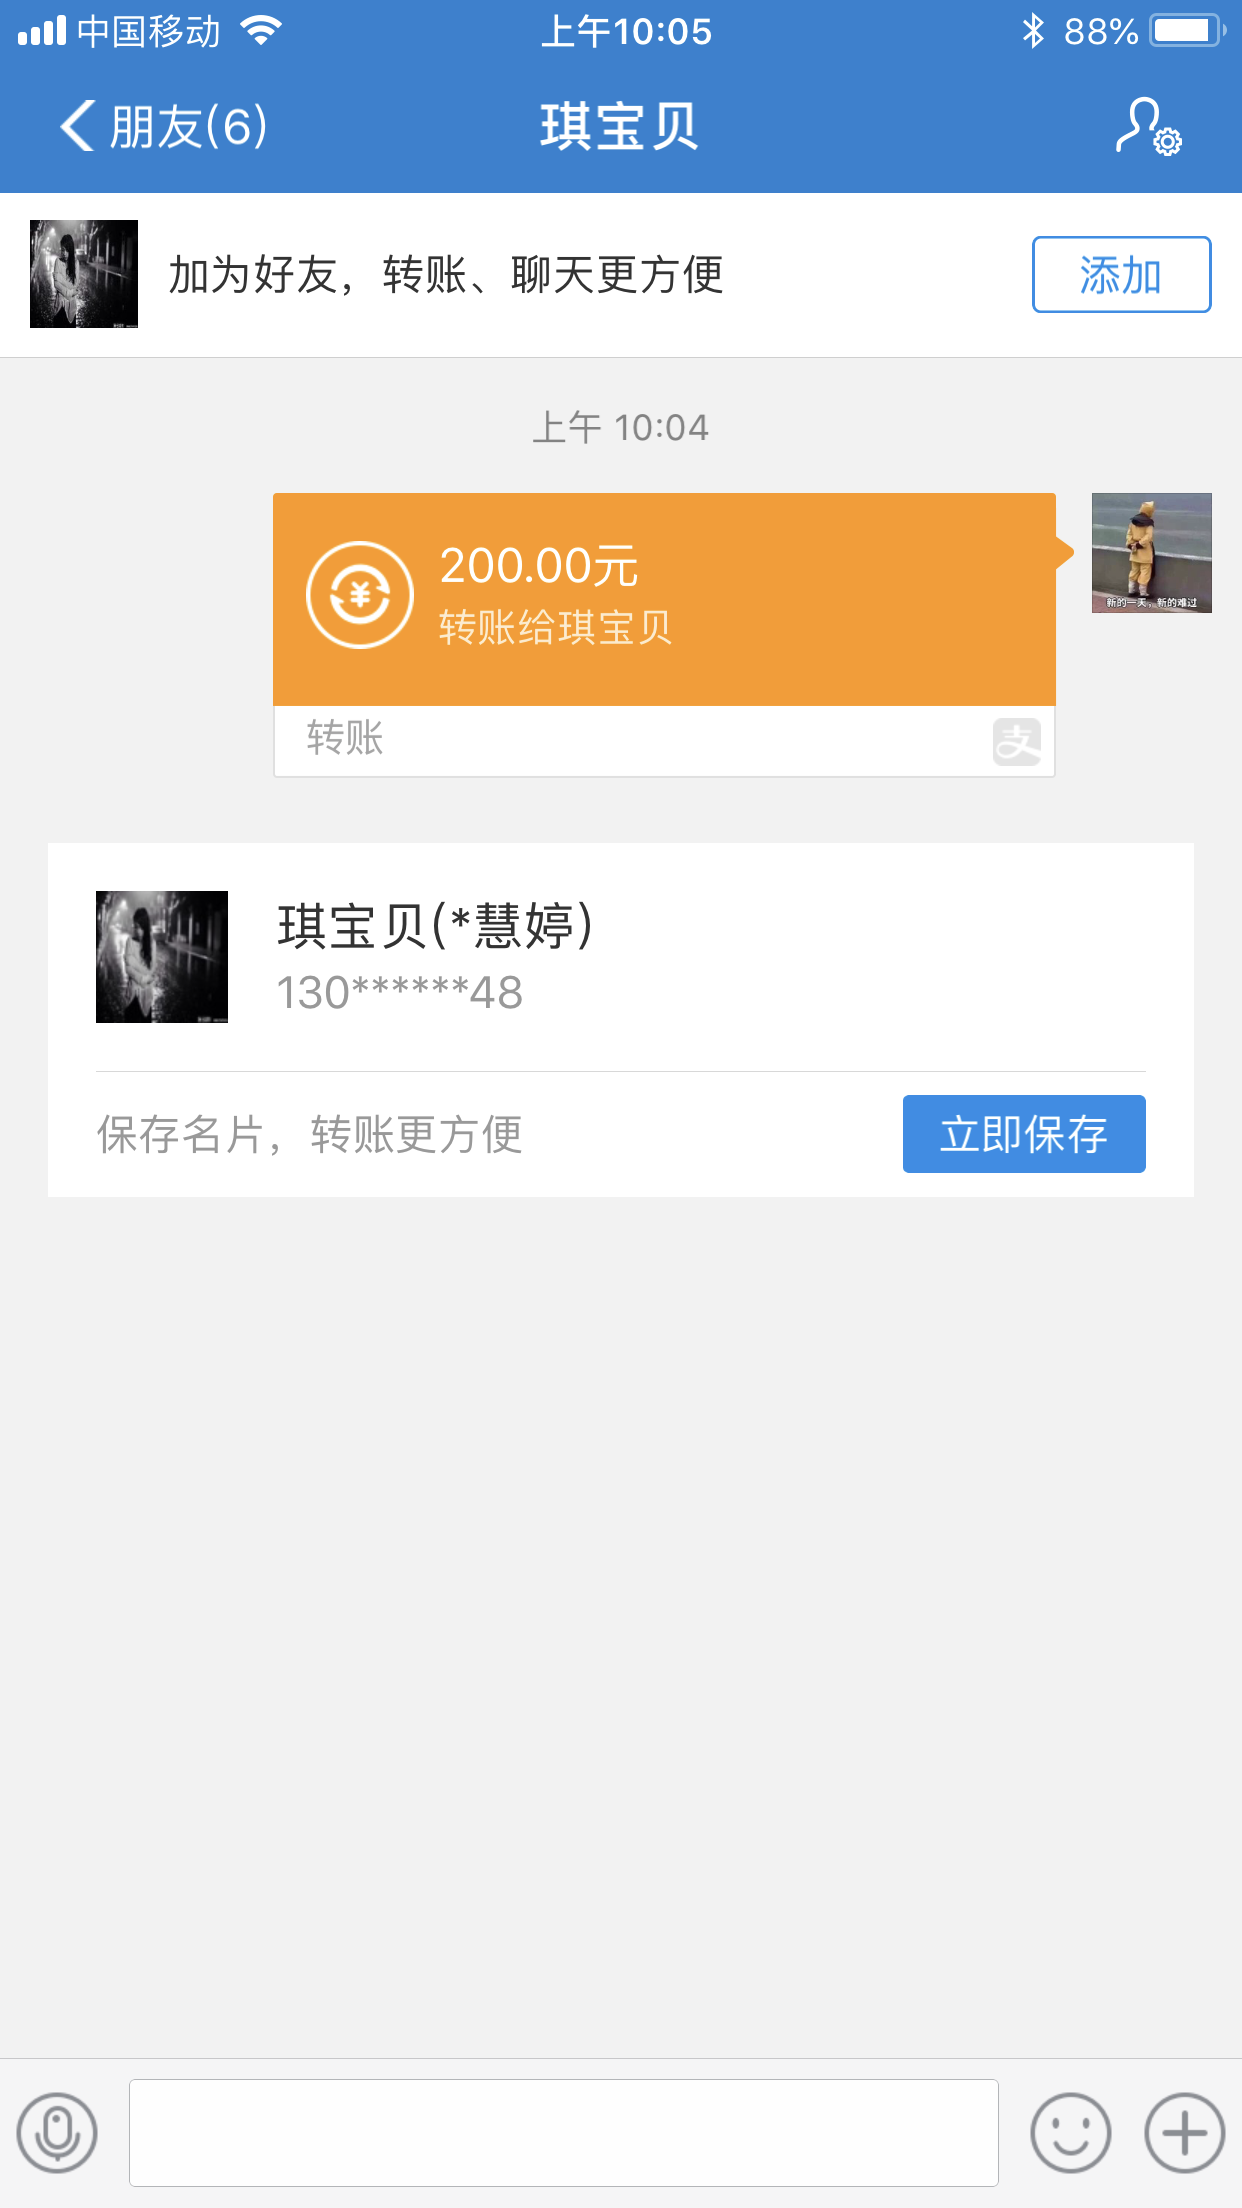 中国移动
上午10:05
88%
朋友(6)
琪宝贝
加为好友，转账、聊天更方便
添加
上午 10:04
200.00元
转账给琪宝贝
新的一天，新的难过
转账
支
琪宝贝(*慧婷)
130******48
保存名片，转账更方便
立即保存